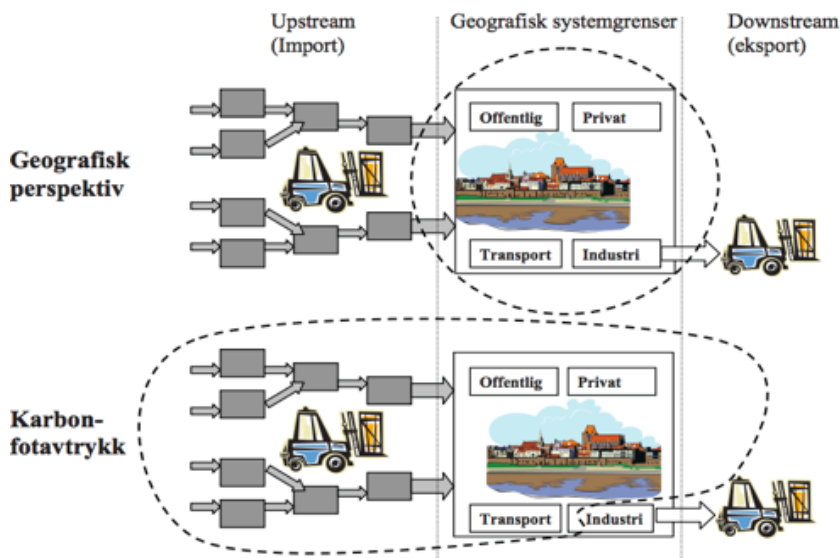 Upstream
(Import)
Geografisk systemgrenser
Downstream
(eksport)
Geografisk
perspektiv
Offentlig
Privat
Transport
Industri
Karbon-
fotavtrykk
Offentlig
Privat
Transport
Industri